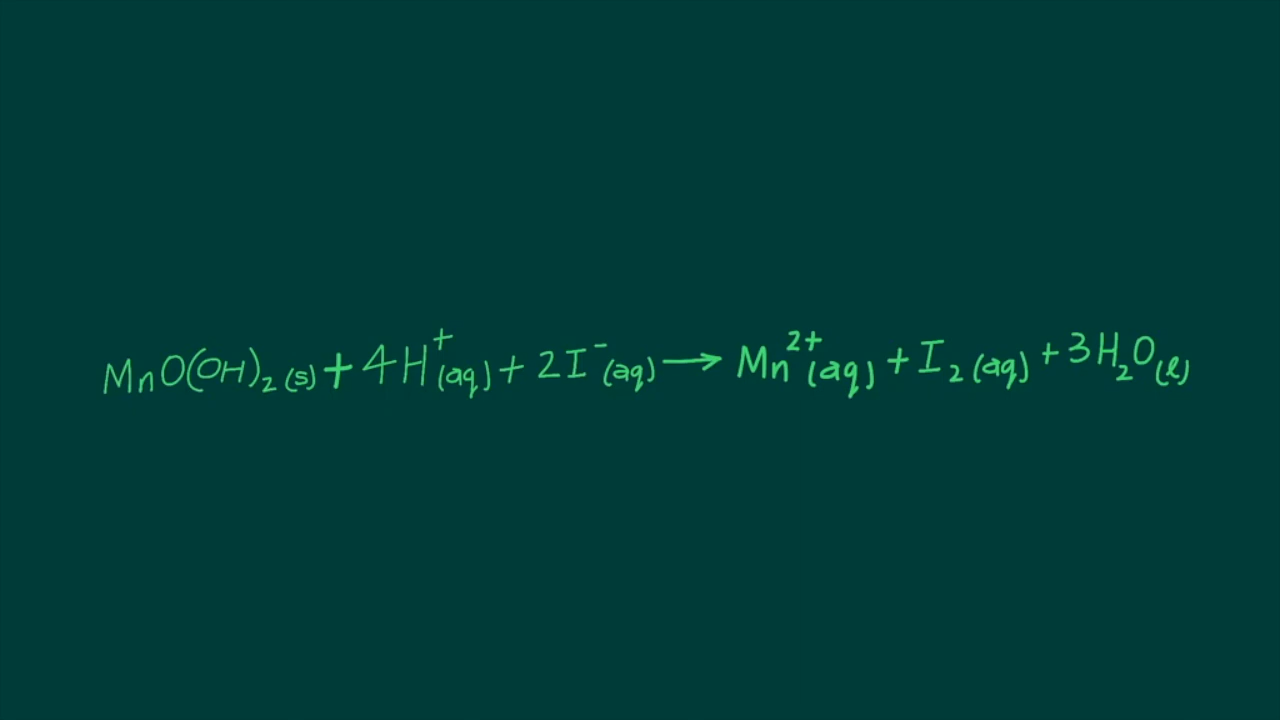 MnO(OH)₂(s) + 4H⁺(aq) + 2I⁻(aq) ⟶ Mn²⁺(aq) + I₂(aq) + 3H₂O(l)